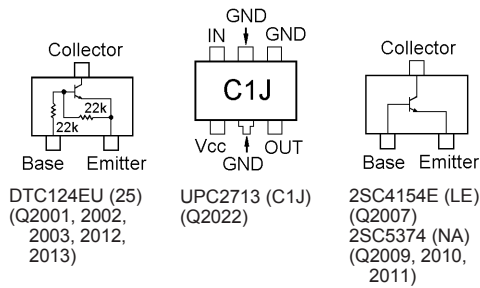 Collector
22k
22k
Base Emitter
DTC124EU (25)
(Q2001, 2002,
2003, 2012,
2013)
GND
IN GND
C1J
Vcc OUT
GND
UPC2713 (C1J)
(Q2022)
Collector
Base Emitter
2SC4154E (LE)
(Q2007)
2SC5374 (NA)
(Q2009, 2010,
2011)